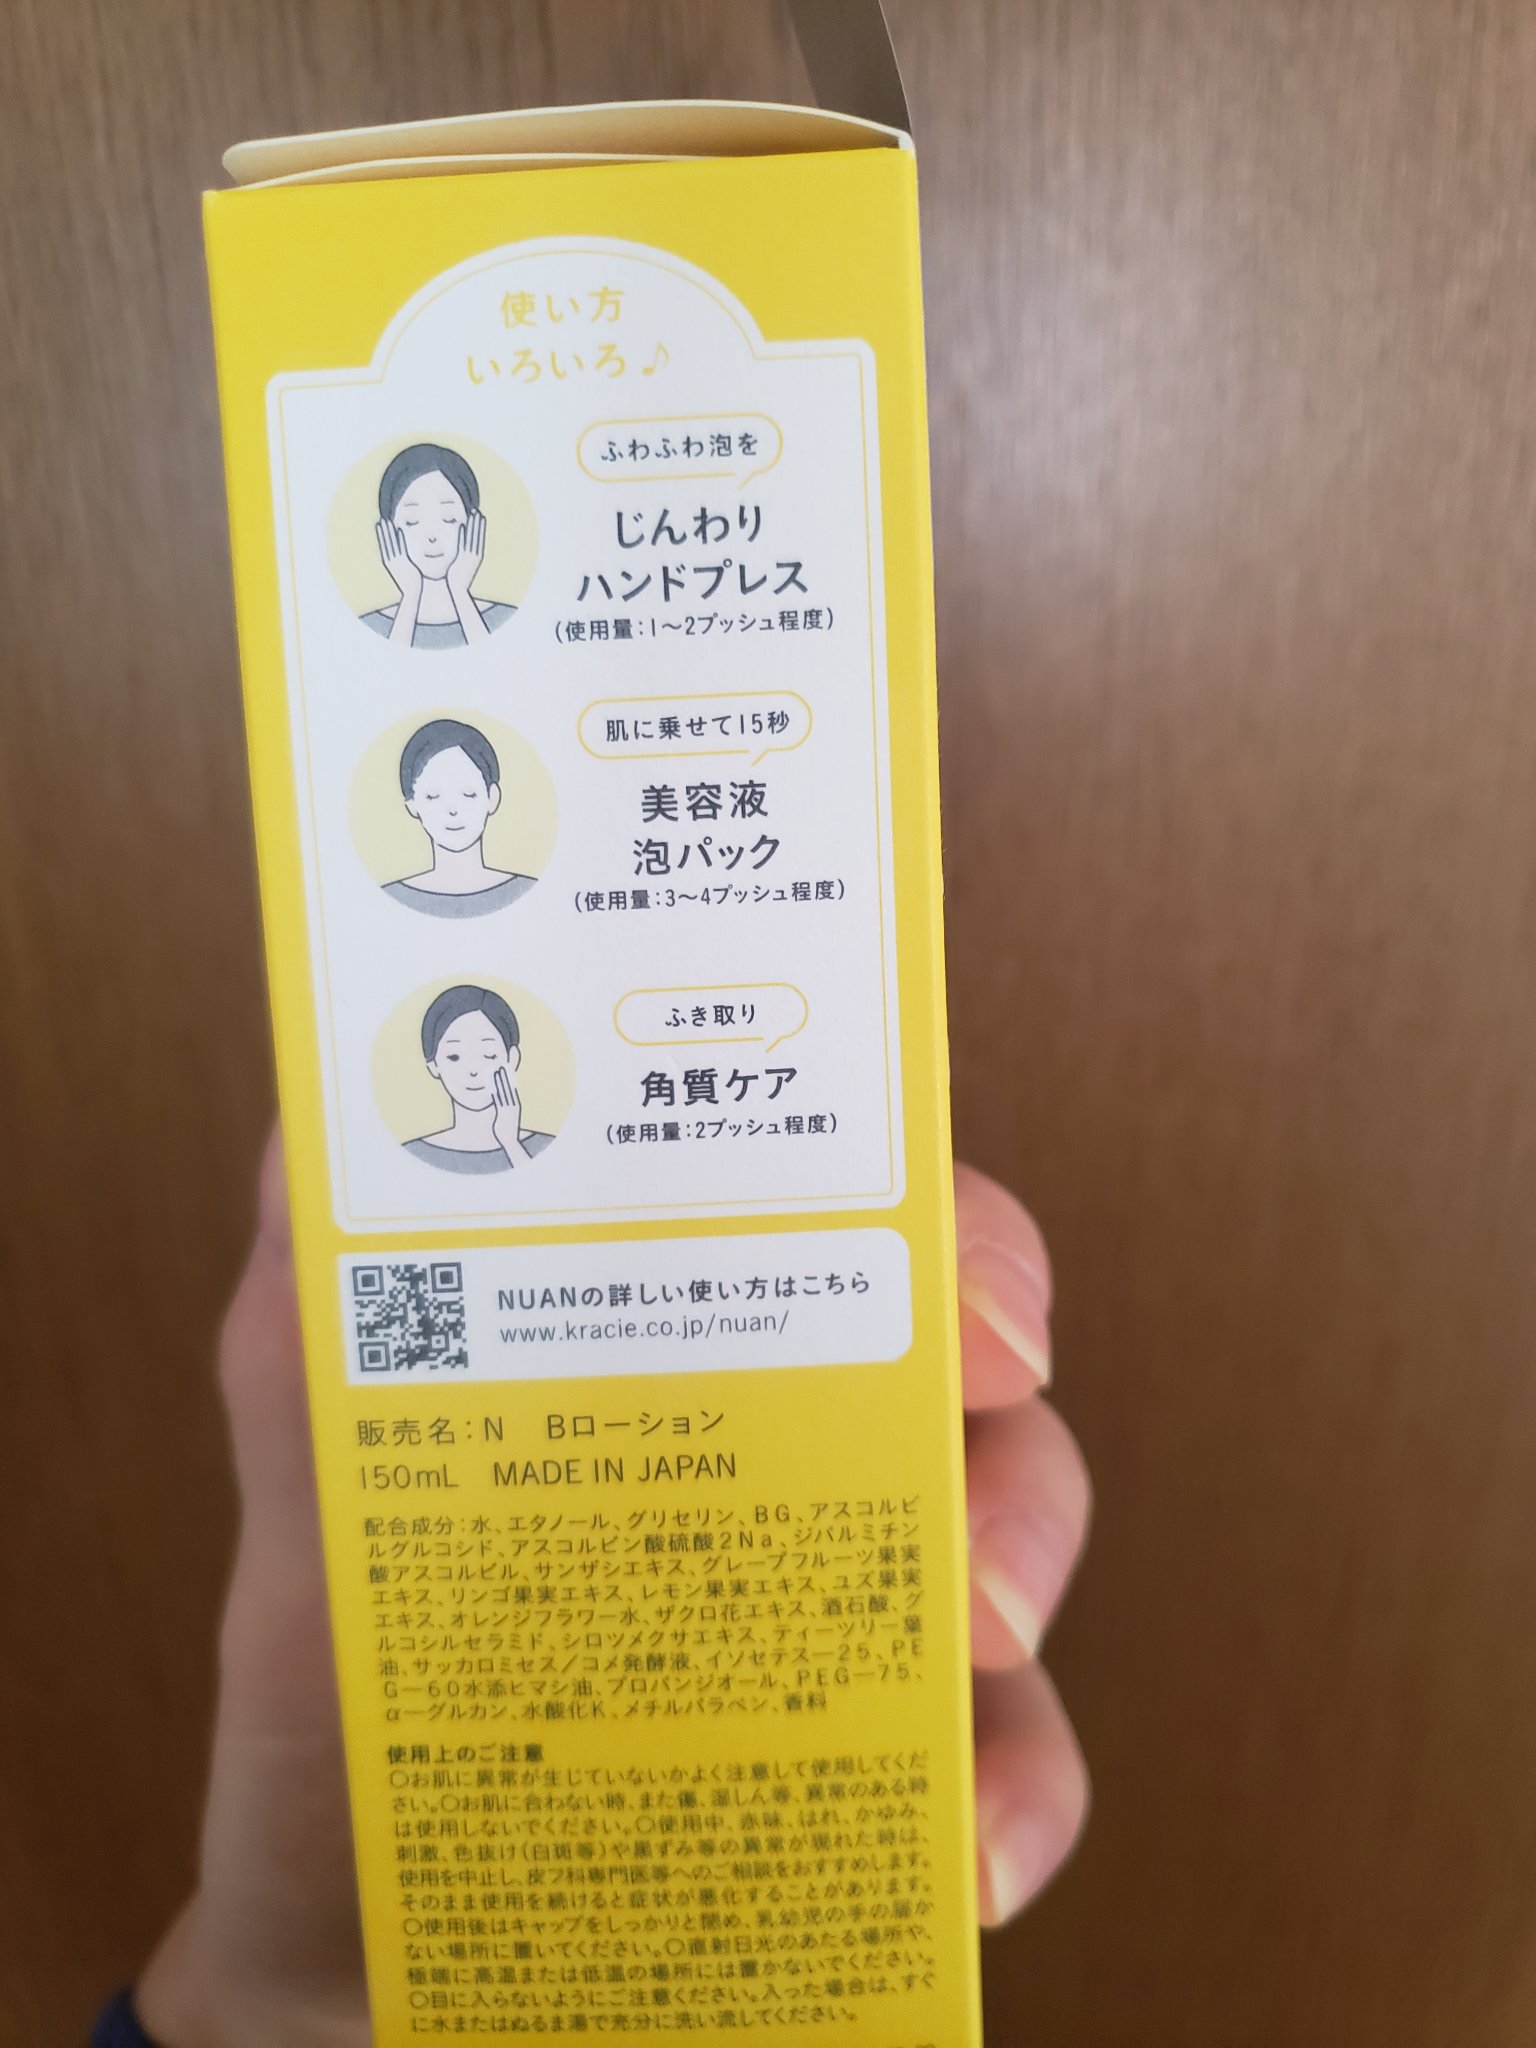 使い方
いろいろ♪
ふわふわ泡を
じんわり
ハンドプレス
(使用量:1〜2プッシュ程度)
肌に乗せて15秒
美容液
泡パック
(使用量:3〜4プッシュ程度)
ふき取り
角質ケア
(使用量:2プッシュ程度)
NUANの詳しい使い方はこちら
www.kracie.co.jp/nuan/
販売名:N Bローション
150mL MADE IN JAPAN
配合成分:水、エタノール、グリセリン、BG、アスコルビ
ルグルコシド、アスコルビン酸硫酸2Na、ジパルミチン
酸アスコルビル、サンザシエキス、グレープフルーツ果実
エキス、リンゴ果実エキス、レモン果実エキス、ユズ果実
エキス、オレンジフラワー水、ザクロ花エキス、酒石酸、グ
ルコシルセラミド、シロツメクサエキス、ティーツリー葉
油、サッカロミセス/コメ発酵液、イソセテスー25、PE
Gー60水添ヒマシ油、プロパンジオール、PEGー75、
αーグルカン、水酸化K、メチルパラベン、香料
使用上のご注意
○お肌に異常が生じていないかよく注意して使用してくだ
さい。○お肌に合わない時、また傷、湿しん等、異常のある時
は使用しないでください。○使用中、赤味、はれ、かゆみ、
刺激、色抜け(白斑等)や黒ずみ等の異常が現れた時は、
使用を中止し、皮フ科専門医等へのご相談をおすすめします。
そのまま使用を続けると症状が悪化することがあります。
○使用後はキャップをしっかりと閉め、乳幼児の手の届か
ない場所に置いてください。○直射日光のあたる場所や、
極端に高温または低温の場所には置かないでください。
○目に入らないようにご注意ください。入った場合は、すぐ
に水またはぬるま湯で充分に洗い流してください。